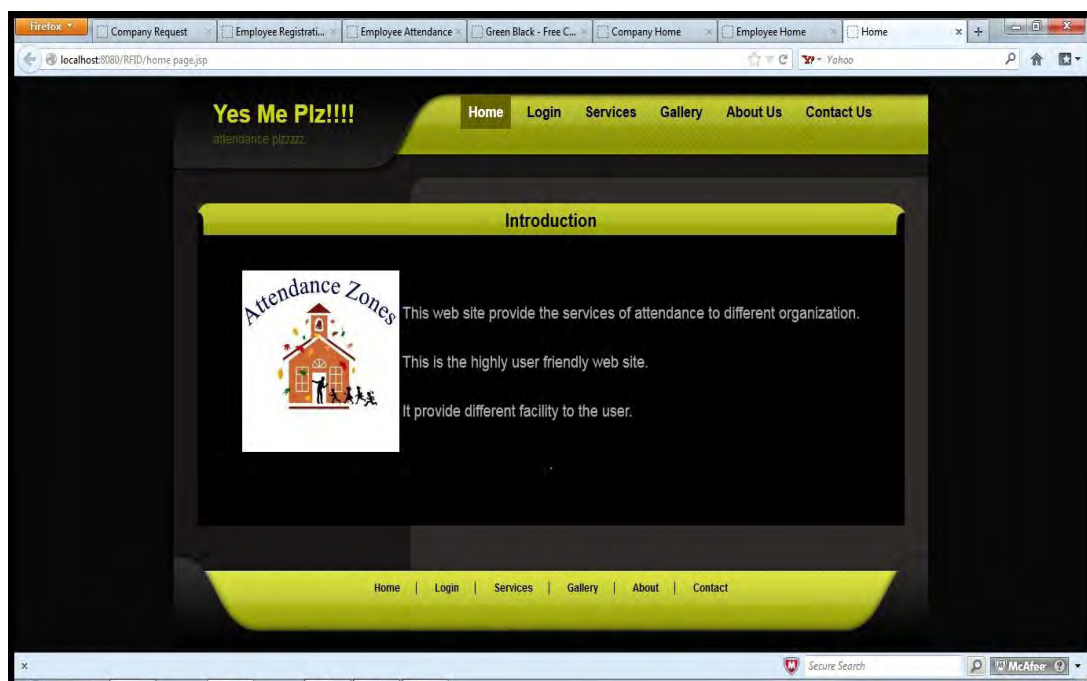 Firefox
Company Request Employee Registrati... Employee Attendance Green Black - Free C... Company Home Employee Home Home
localhost:8080/RFID/home page.jsp Yahoo
Yes Me Plz!!!!
attendance plzzzz.
Home Login Services Gallery About Us Contact Us
Introduction
Attendance Zones
This web site provide the services of attendance to different organization.
This is the highly user friendly web site.
It provide different facility to the user.
Home | Login | Services | Gallery | About | Contact
Secure Search McAfee